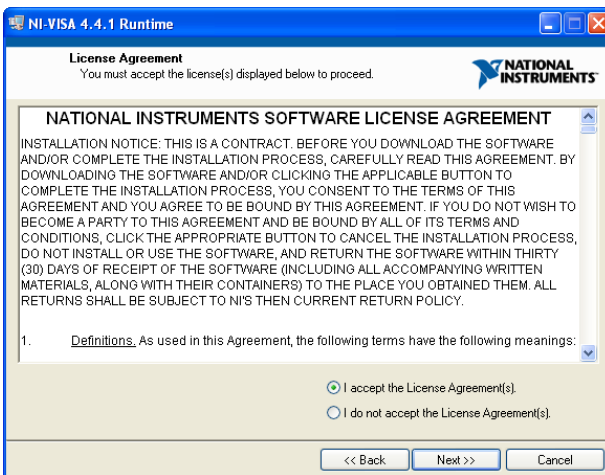 NI-VISA 4.4.1 Runtime
License Agreement
You must accept the license(s) displayed below to proceed.
NATIONAL
INSTRUMENTS
NATIONAL INSTRUMENTS SOFTWARE LICENSE AGREEMENT
INSTALLATION NOTICE: THIS IS A CONTRACT. BEFORE YOU DOWNLOAD THE SOFTWARE
AND/OR COMPLETE THE INSTALLATION PROCESS, CAREFULLY READ THIS AGREEMENT. BY
DOWNLOADING THE SOFTWARE AND/OR CLICKING THE APPLICABLE BUTTON TO
COMPLETE THE INSTALLATION PROCESS, YOU CONSENT TO THE TERMS OF THIS
AGREEMENT AND YOU AGREE TO BE BOUND BY THIS AGREEMENT. IF YOU DO NOT WISH TO
BECOME A PARTY TO THIS AGREEMENT AND BE BOUND BY ALL OF ITS TERMS AND
CONDITIONS, CLICK THE APPROPRIATE BUTTON TO CANCEL THE INSTALLATION PROCESS,
DO NOT INSTALL OR USE THE SOFTWARE, AND RETURN THE SOFTWARE WITHIN THIRTY
(30) DAYS OF RECEIPT OF THE SOFTWARE (INCLUDING ALL ACCOMPANYING WRITTEN
MATERIALS, ALONG WITH THEIR CONTAINERS) TO THE PLACE YOU OBTAINED THEM. ALL
RETURNS SHALL BE SUBJECT TO NI'S THEN CURRENT RETURN POLICY.
1. Definitions. As used in this Agreement, the following terms have the following meanings:
I accept the License Agreement(s).
I do not accept the License Agreement(s).
<< Back Next >> Cancel